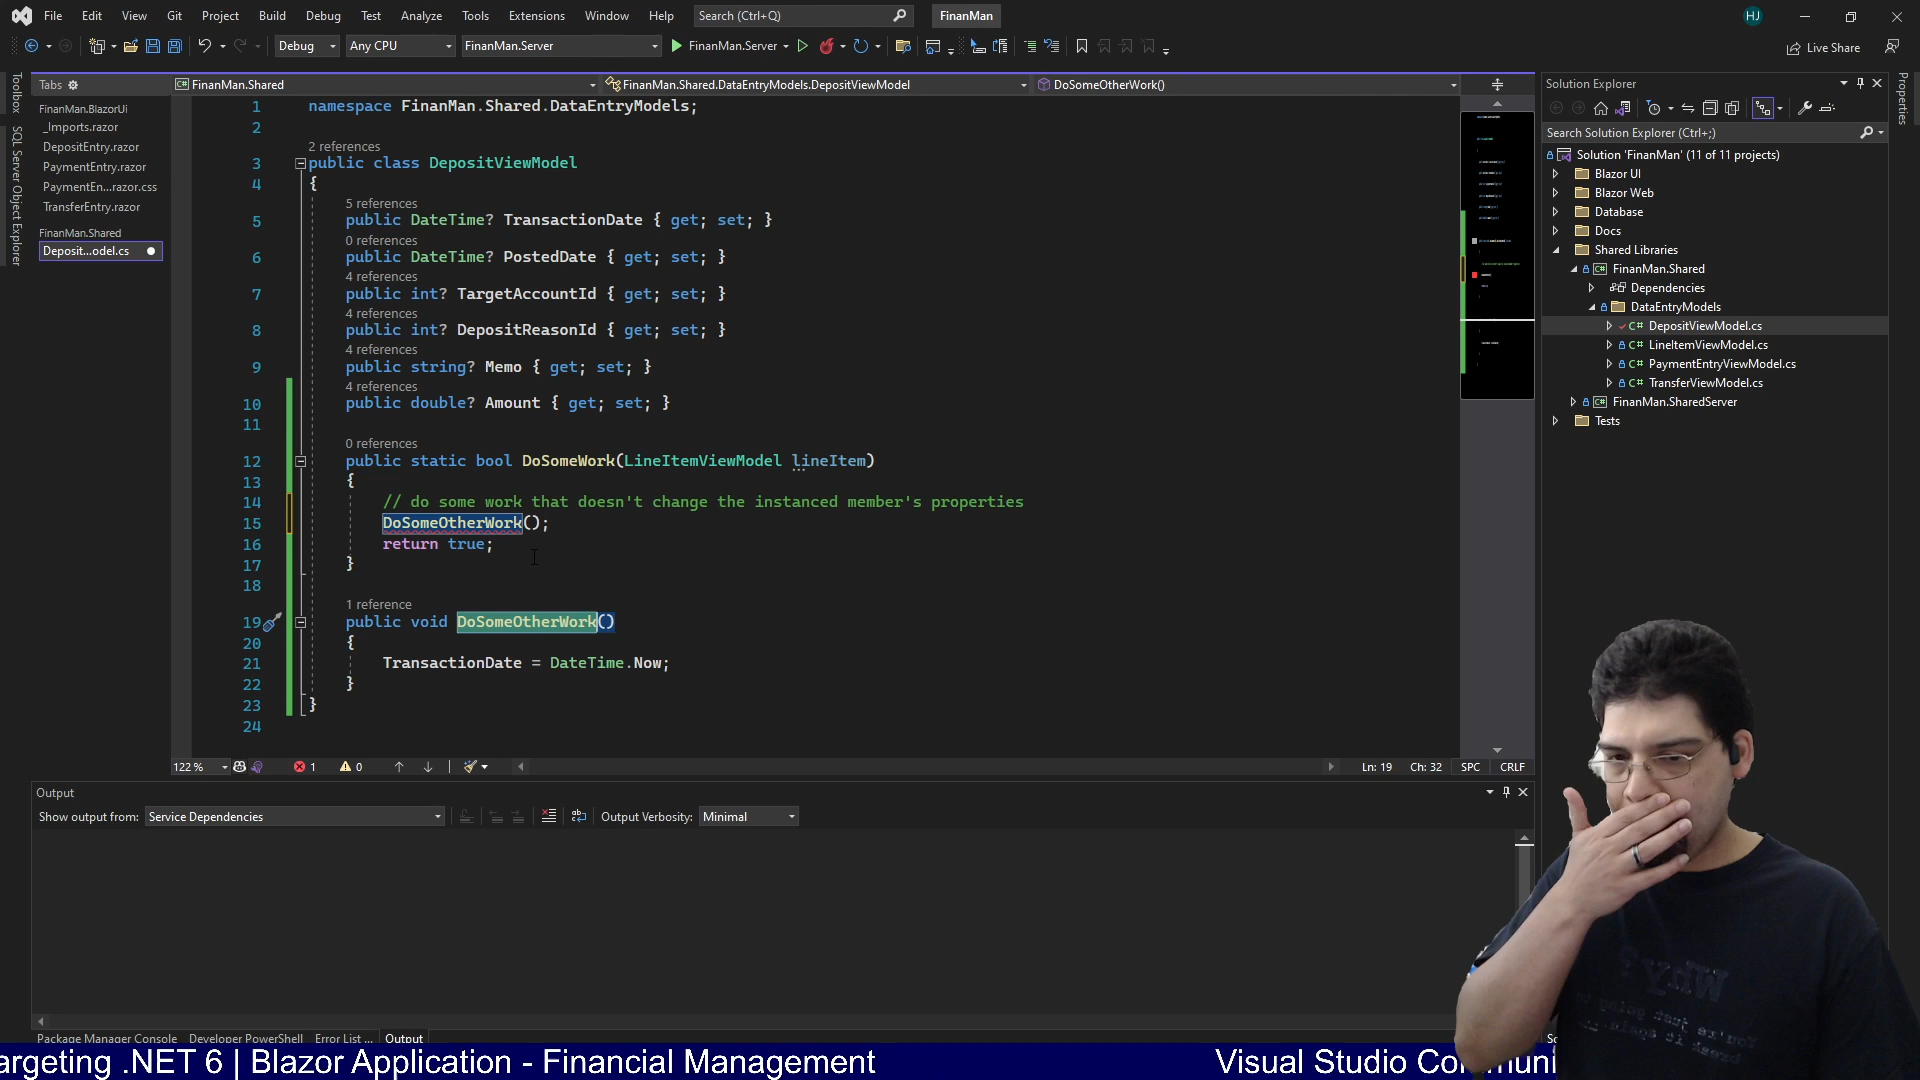 File Edit View Git Project Build Debug Test Analyze Tools Extensions Window Help Search (Ctrl+Q) FinanMan HJ
Debug Any CPU FinanMan.Server FinanMan.Server Live Share
Toolbox
SQL Server Object Explorer
Tabs
FinanMan.BlazorUi
_Imports.razor
DepositEntry.razor
PaymentEntry.razor
PaymentEn...razor.css
TransferEntry.razor
FinanMan.Shared
Deposit...odel.cs
FinanMan.Shared FinanMan.Shared.DataEntryModels.DepositViewModel DoSomeOtherWork()
1 namespace FinanMan.Shared.DataEntryModels;
2
2 references
3 public class DepositViewModel
4 {
5 references
5 public DateTime? TransactionDate { get; set; }
0 references
6 public DateTime? PostedDate { get; set; }
4 references
7 public int? TargetAccountId { get; set; }
4 references
8 public int? DepositReasonId { get; set; }
4 references
9 public string? Memo { get; set; }
4 references
10 public double? Amount { get; set; }
11
0 references
12 public static bool DoSomeWork(LineItemViewModel lineItem)
13 {
14 // do some work that doesn't change the instanced member's properties
15 DoSomeOtherWork();
16 return true;
17 }
18
1 reference
19 public void DoSomeOtherWork()
20 {
21 TransactionDate = DateTime.Now;
22 }
23 }
24
122 % 1 0 Ln: 19 Ch: 32 SPC CRLF
Output
Show output from: Service Dependencies Output Verbosity: Minimal
Package Manager Console Developer PowerShell Error List ... Output
Solution Explorer
Search Solution Explorer (Ctrl+;)
Solution 'FinanMan' (11 of 11 projects)
Blazor UI
Blazor Web
Database
Docs
Shared Libraries
FinanMan.Shared
Dependencies
DataEntryModels
DepositViewModel.cs
LineItemViewModel.cs
PaymentEntryViewModel.cs
TransferViewModel.cs
FinanMan.SharedServer
Tests
Properties
argeting .NET 6 | Blazor Application - Financial Management Visual Studio Communi